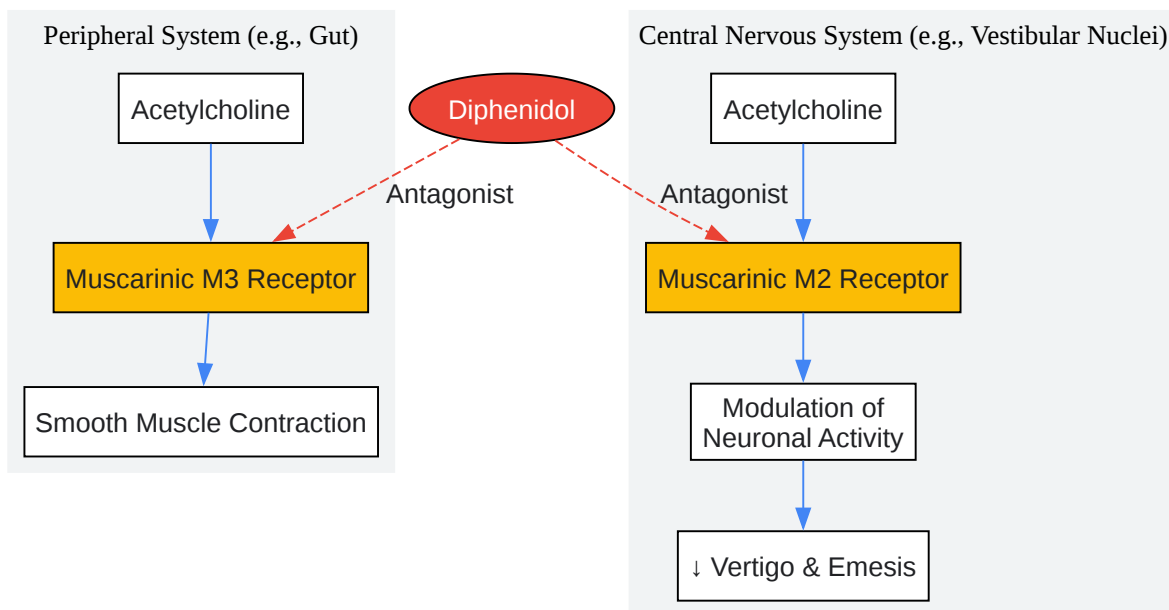 Peripheral System (e.g., Gut)
Central Nervous System (e.g., Vestibular Nuclei)
Acetylcholine
Diphenidol
Acetylcholine
Antagonist
Antagonist
Muscarinic M3 Receptor
Muscarinic M2 Receptor
Smooth Muscle Contraction
Modulation of
Neuronal Activity
↓ Vertigo & Emesis